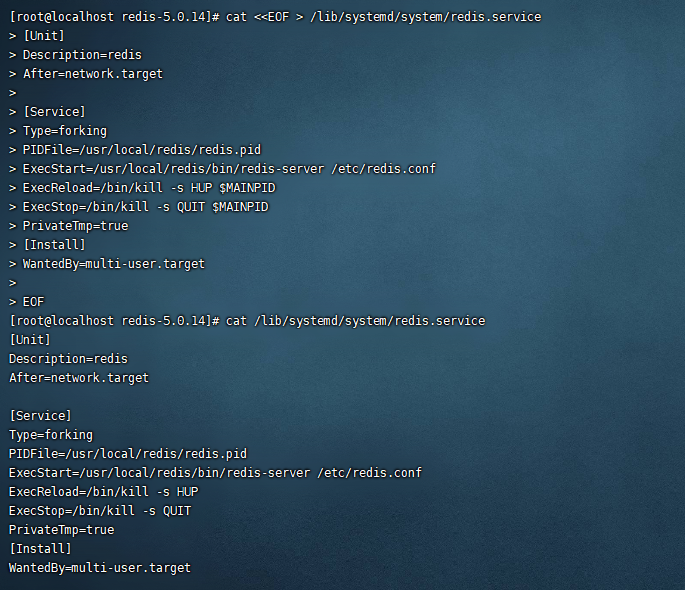 [root@localhost redis-5.0.14]# cat <<EOF > /lib/systemd/system/redis.service
> [Unit]
> Description=redis
> After=network.target
>
> [Service]
> Type=forking
> PIDFile=/usr/local/redis/redis.pid
> ExecStart=/usr/local/redis/bin/redis-server /etc/redis.conf
> ExecReload=/bin/kill -s HUP $MAINPID
> ExecStop=/bin/kill -s QUIT $MAINPID
> PrivateTmp=true
> [Install]
> WantedBy=multi-user.target
>
> EOF
[root@localhost redis-5.0.14]# cat /lib/systemd/system/redis.service
[Unit]
Description=redis
After=network.target

[Service]
Type=forking
PIDFile=/usr/local/redis/redis.pid
ExecStart=/usr/local/redis/bin/redis-server /etc/redis.conf
ExecReload=/bin/kill -s HUP
ExecStop=/bin/kill -s QUIT
PrivateTmp=true
[Install]
WantedBy=multi-user.target